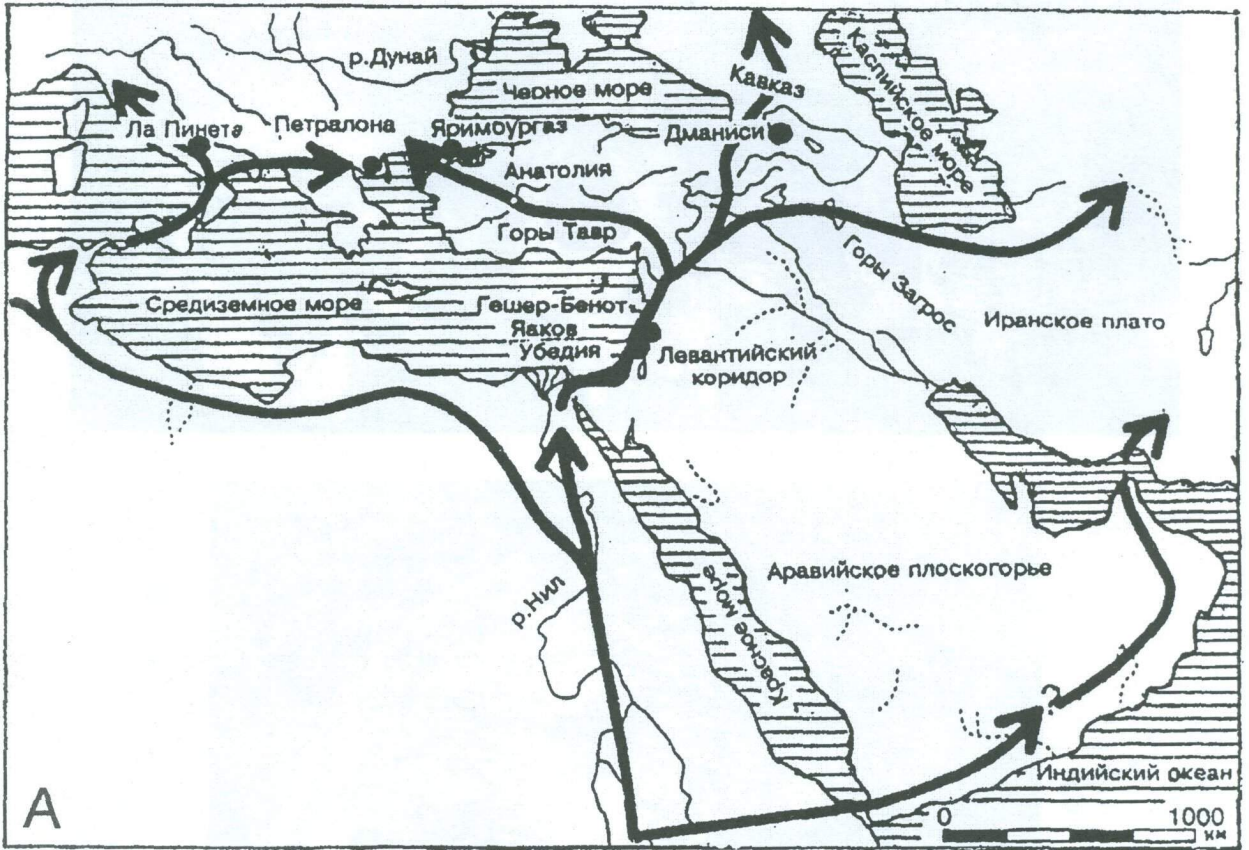 р.Дунай
Черное море
Кавказ
Каспийское море
Ла Пинета
Петралона
Яримоургаз
Дманиси
Анатолия
Горы Тавр
Горы Загрос
Средиземное море
Гешер-Бенот-
Яаков
Убедия
Иранское плато
Левантийский
коридор
р.Нил
Красное море
Аравийское плоскогорье
Индийский океан
0 1000
км
А